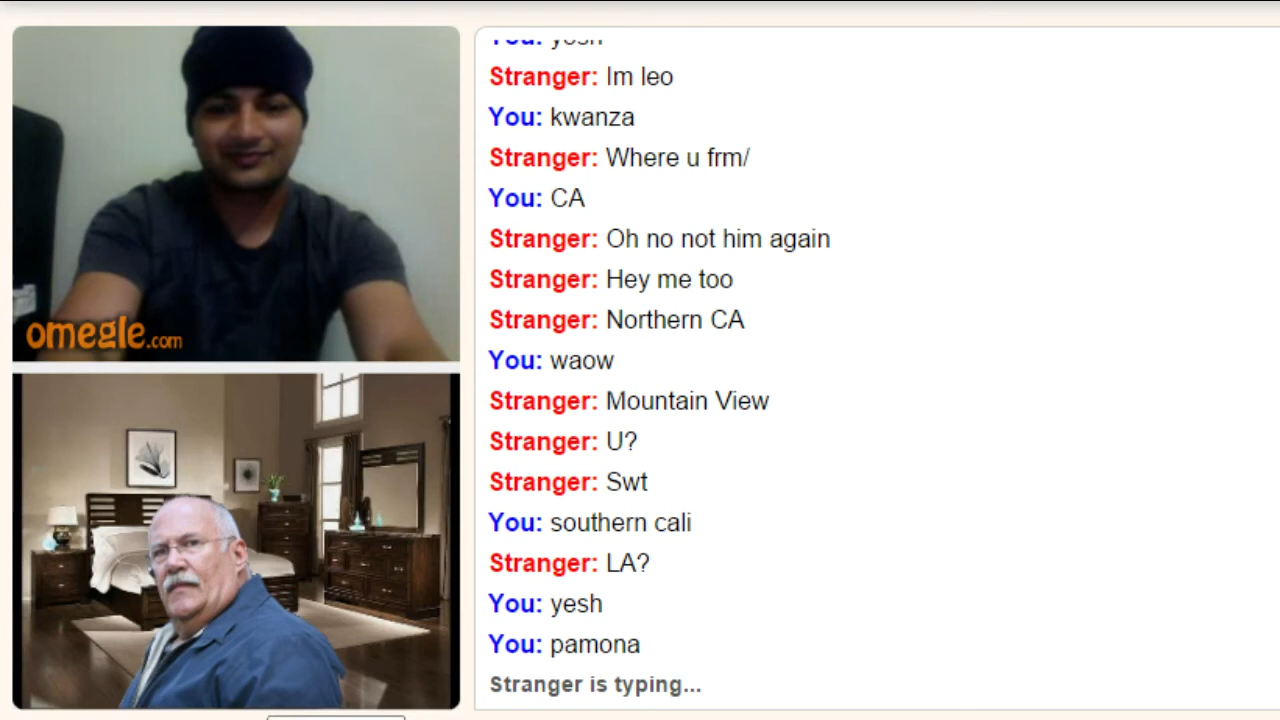 You: yesh
Stranger: Im leo
You: kwanza
Stranger: Where u frm/
You: CA
Stranger: Oh no not him again
Stranger: Hey me too
Stranger: Northern CA
You: waow
Stranger: Mountain View
Stranger: U?
Stranger: Swt
You: southern cali
Stranger: LA?
You: yesh
You: pamona
Stranger is typing...
omegle.com